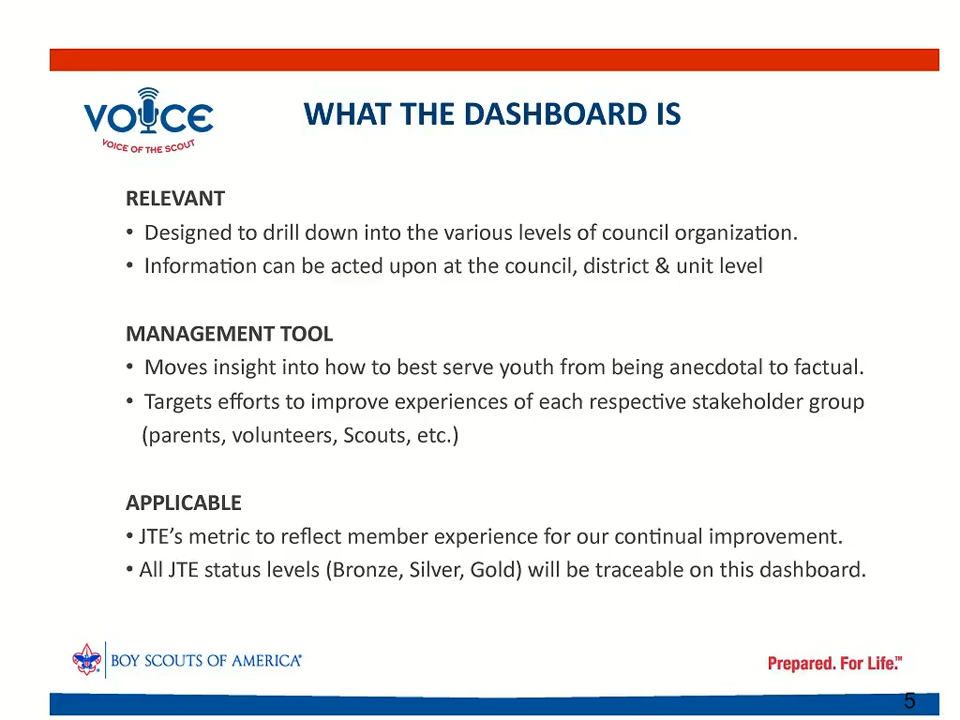 VOICE
VOICE OF THE SCOUT
WHAT THE DASHBOARD IS
RELEVANT
• Designed to drill down into the various levels of council organization.
• Information can be acted upon at the council, district & unit level
MANAGEMENT TOOL
• Moves insight into how to best serve youth from being anecdotal to factual.
• Targets efforts to improve experiences of each respective stakeholder group
(parents, volunteers, Scouts, etc.)
APPLICABLE
• JTE’s metric to reflect member experience for our continual improvement.
• All JTE status levels (Bronze, Silver, Gold) will be traceable on this dashboard.
BOY SCOUTS OF AMERICA®
Prepared. For Life.™
5